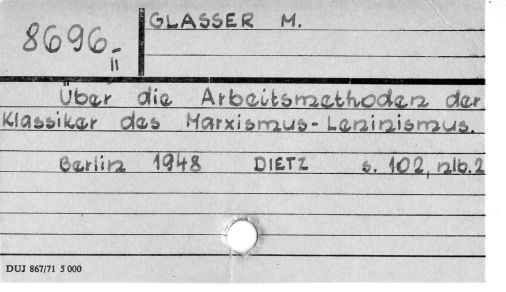 GLASSER M.
8696.
II
Über die Arbeitsmethoden der
Klassiker des Marxismus-Leninismus.
Berlin 1948 DIETZ s. 102, nlb. 2
DUJ 867/71 5 000